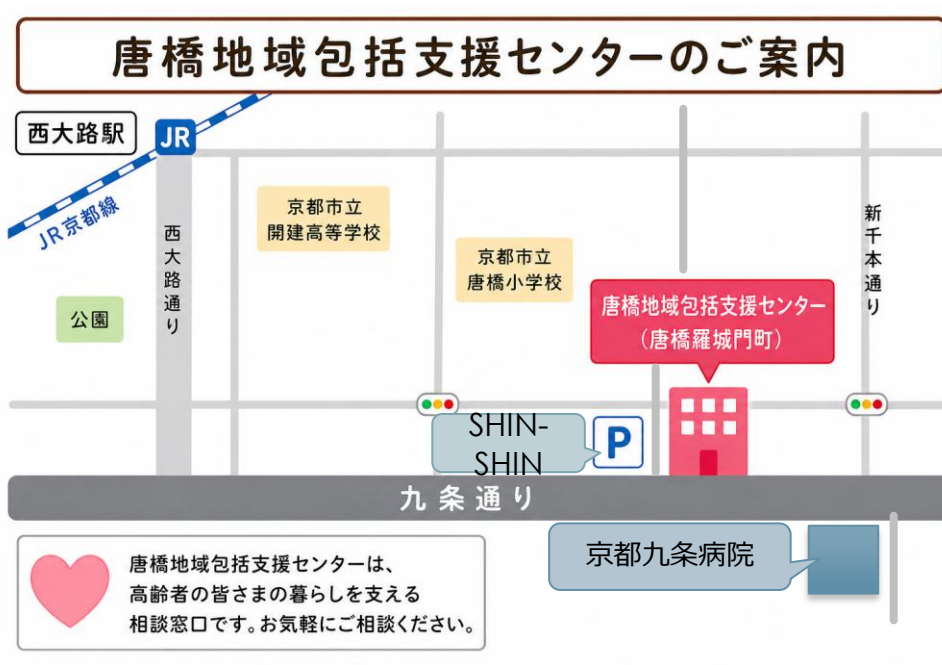 唐橋地域包括支援センターのご案内
西大路駅
JR
JR京都線
西大路通り
京都市立
開建高等学校
京都市立
唐橋小学校
新千本通り
公園
唐橋地域包括支援センター
（唐橋羅城門町）
SHIN-
SHIN
P
九条通り
京都九条病院
唐橋地域包括支援センターは、
高齢者の皆さまの暮らしを支える
相談窓口です。お気軽にご相談ください。